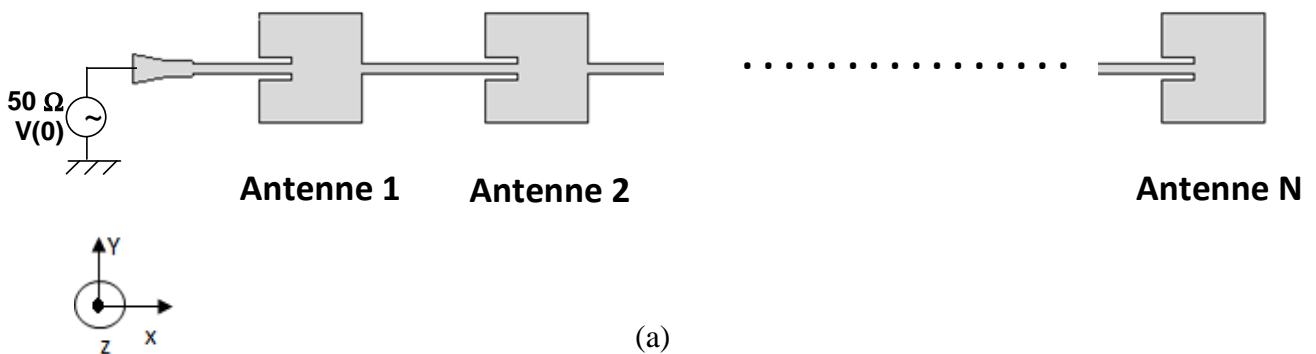 50 Ω
V(0)
~
Antenne 1
Antenne 2
Antenne N
Y
x
z
(a)